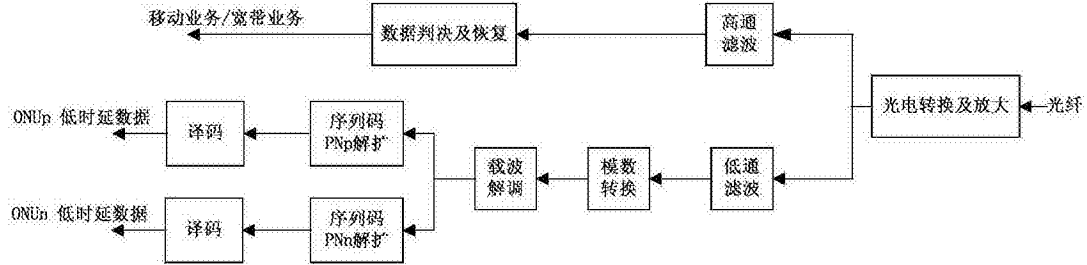 移动业务/宽带业务
数据判决及恢复
高通
滤波
光电转换及放大
光纤
ONUp 低时延数据
译码
序列码
PNp解扩
载波
解调
模数
转换
低通
滤波
ONUn 低时延数据
译码
序列码
PNn解扩